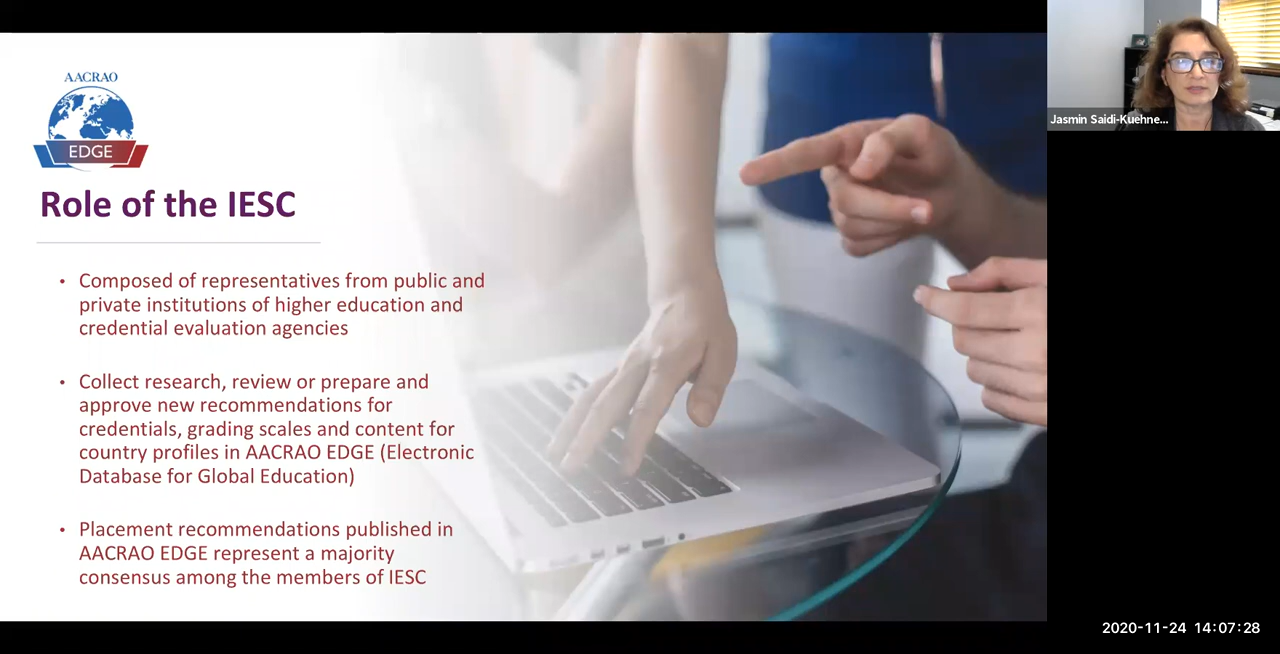 AACRAO
EDGE
Role of the IESC
• Composed of representatives from public and
private institutions of higher education and
credential evaluation agencies
• Collect research, review or prepare and
approve new recommendations for
credentials, grading scales and content for
country profiles in AACRAO EDGE (Electronic
Database for Global Education)
• Placement recommendations published in
AACRAO EDGE represent a majority
consensus among the members of IESC
Jasmin Saidi-Kuehne...
2020-11-24 14:07:28